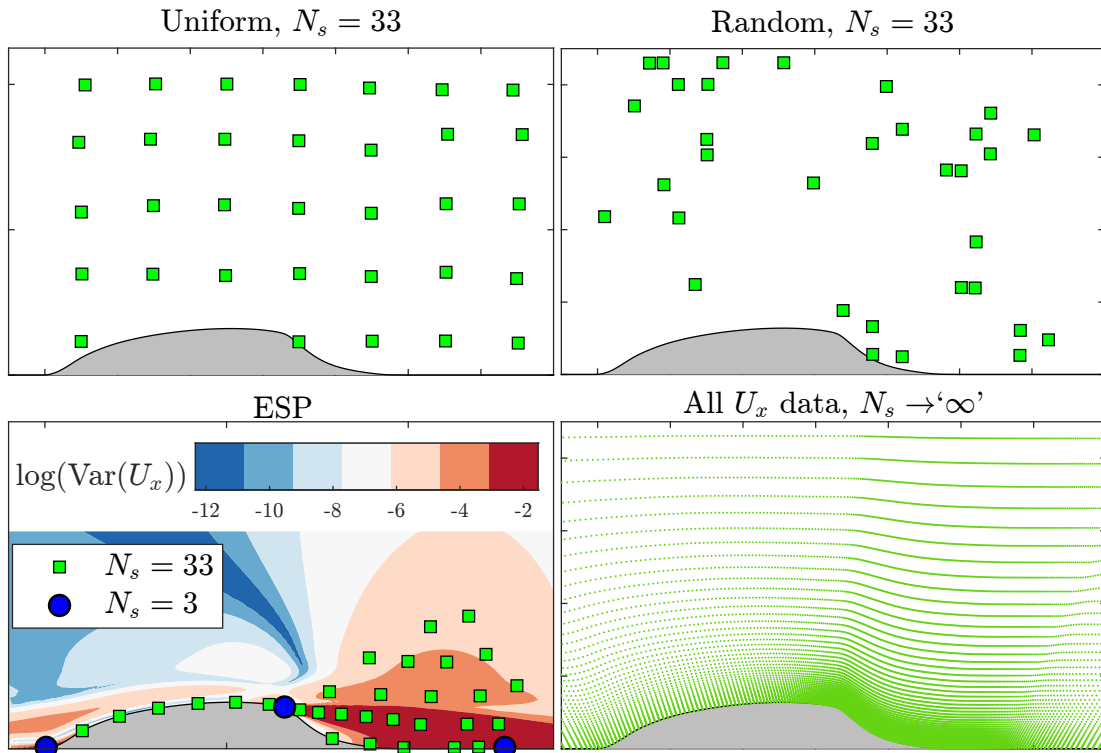 Uniform, N_s = 33
Random, N_s = 33
ESP
All U_x data, N_s →‘∞’
log(Var(U_x))
-12 -10 -8 -6 -4 -2
N_s = 33
N_s = 3